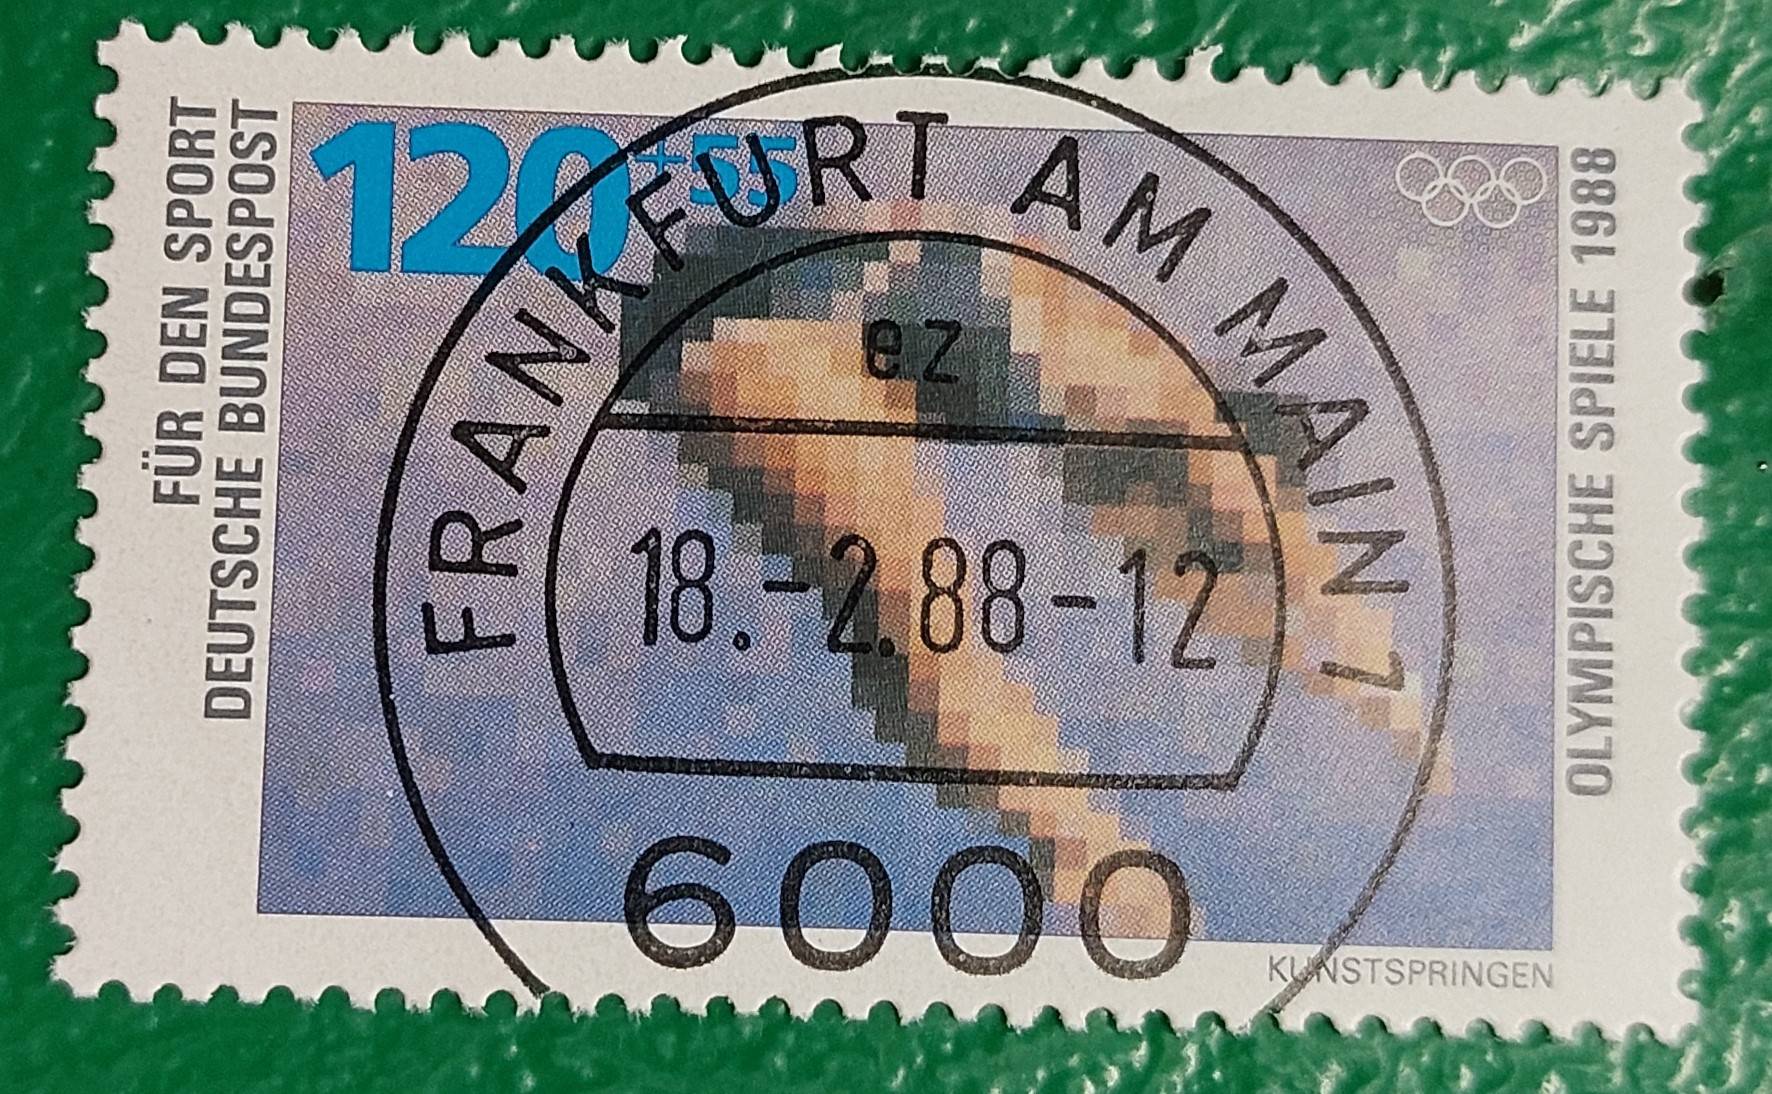 FÜR DEN SPORT
DEUTSCHE BUNDESPOST
120 +55
OLYMPISCHE SPIELE 1988
KUNSTSPRINGEN
FRANKFURT AM MAIN 1
ez
18.-2.88-12
6000